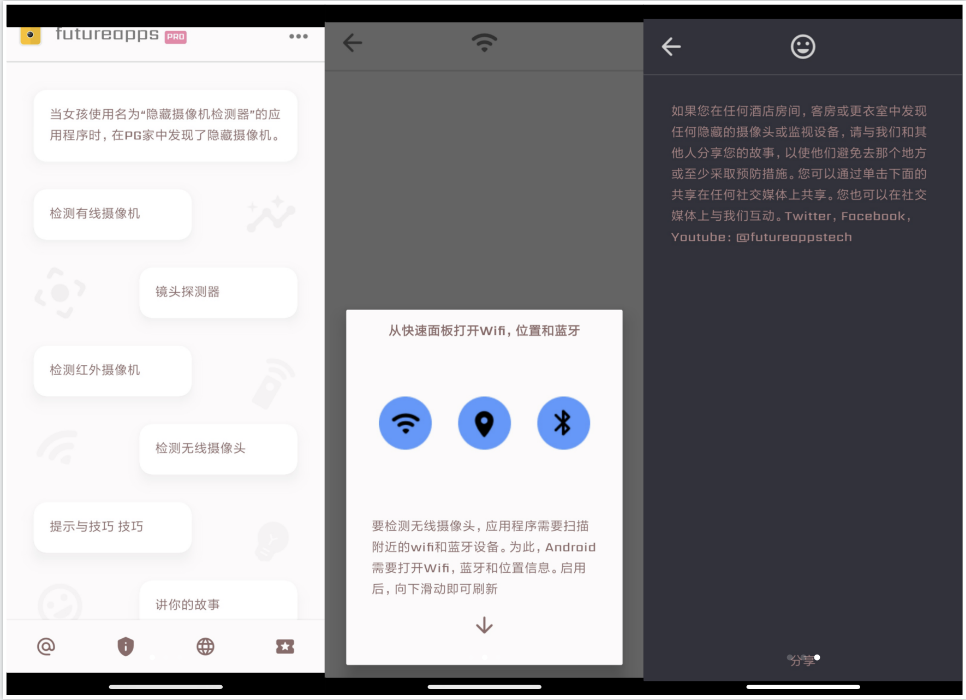 futureapps PRO
当女孩使用名为“隐藏摄像机检测器”的应
用程序时，在PG家中发现了隐藏摄像机。
检测有线摄像机
镜头探测器
检测红外摄像机
检测无线摄像头
提示与技巧 技巧
讲你的故事
从快速面板打开Wifi，位置和蓝牙
要检测无线摄像头，应用程序需要扫描
附近的wifi和蓝牙设备。为此，Android
需要打开Wifi，蓝牙和位置信息。启用
后，向下滑动即可刷新
如果您在任何酒店房间，客房或更衣室中发现
任何隐藏的摄像头或监视设备，请与我们和其
他人分享您的故事，以使他们避免去那个地方
或至少采取预防措施。您可以通过单击下面的
共享在任何社交媒体上共享。您也可以在社交
媒体上与我们互动。Twitter，Facebook，
Youtube：@futureappstech
分享